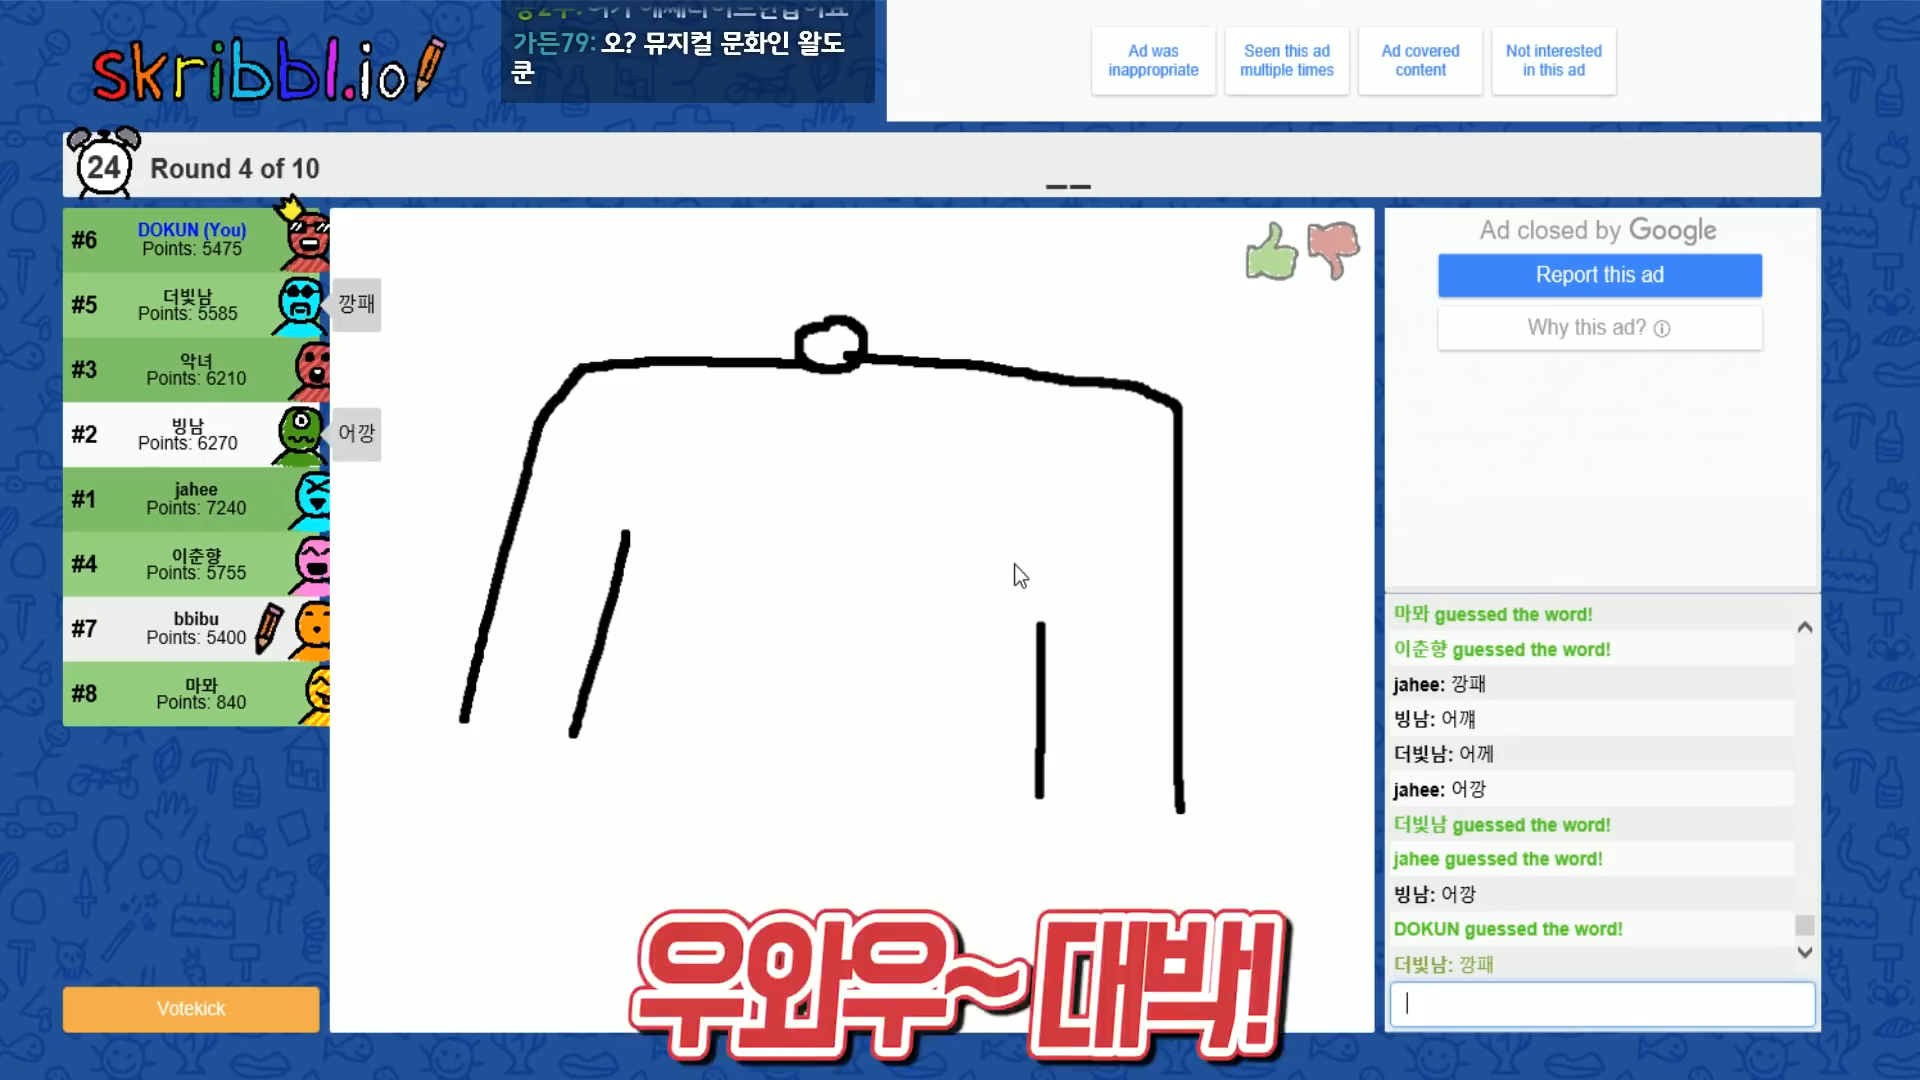 skribbl.io
가든79: 오? 뮤지컬 문화인 왈도
쿤
Ad was
inappropriate
Seen this ad
multiple times
Ad covered
content
Not interested
in this ad
24
Round 4 of 10
__
#6
DOKUN (You)
Points: 5475
#5
더빛남
Points: 5585
깡패
#3
악녀
Points: 6210
#2
빙남
Points: 6270
어깡
#1
jahee
Points: 7240
#4
이춘향
Points: 5755
#7
bbibu
Points: 5400
#8
마뫄
Points: 840
Votekick
Ad closed by Google
Report this ad
Why this ad?
마뫄 guessed the word!
이춘향 guessed the word!
jahee: 깡패
빙남: 어꺠
더빛남: 어께
jahee: 어깡
더빛남 guessed the word!
jahee guessed the word!
빙남: 어깡
DOKUN guessed the word!
더빛남: 깡패
우와우~ 대박!